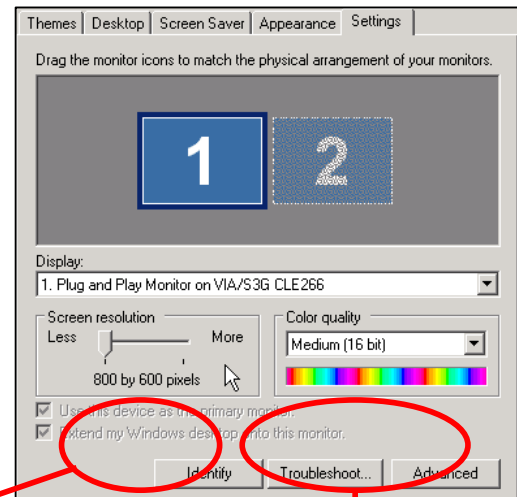 Themes Desktop Screen Saver Appearance Settings
Drag the monitor icons to match the physical arrangement of your monitors.
1 2
Display:
1. Plug and Play Monitor on VIA/S3G CLE266
Screen resolution
Less More
800 by 600 pixels
Color quality
Medium (16 bit)
Use this device as the primary monitor.
Extend my Windows desktop onto this monitor.
Identify Troubleshoot... Advanced